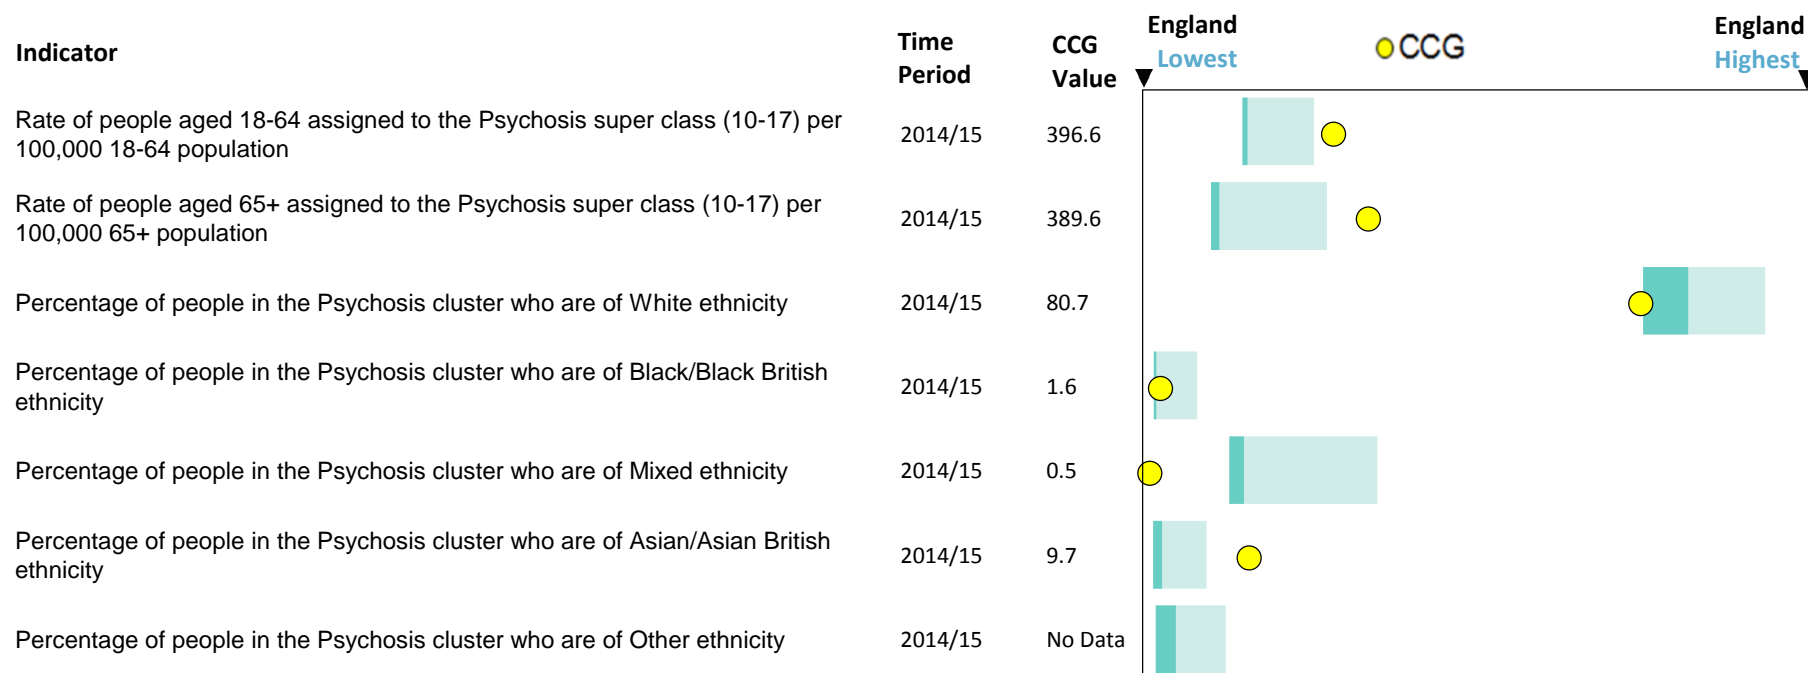 Indicator
Time
Period
CCG
Value
England
Lowest
CCG
England
Highest
Rate of people aged 18-64 assigned to the Psychosis super class (10-17) per
100,000 18-64 population
2014/15
396.6
Rate of people aged 65+ assigned to the Psychosis super class (10-17) per
100,000 65+ population
2014/15
389.6
Percentage of people in the Psychosis cluster who are of White ethnicity
2014/15
80.7
Percentage of people in the Psychosis cluster who are of Black/Black British
ethnicity
2014/15
1.6
Percentage of people in the Psychosis cluster who are of Mixed ethnicity
2014/15
0.5
Percentage of people in the Psychosis cluster who are of Asian/Asian British
ethnicity
2014/15
9.7
Percentage of people in the Psychosis cluster who are of Other ethnicity
2014/15
No Data